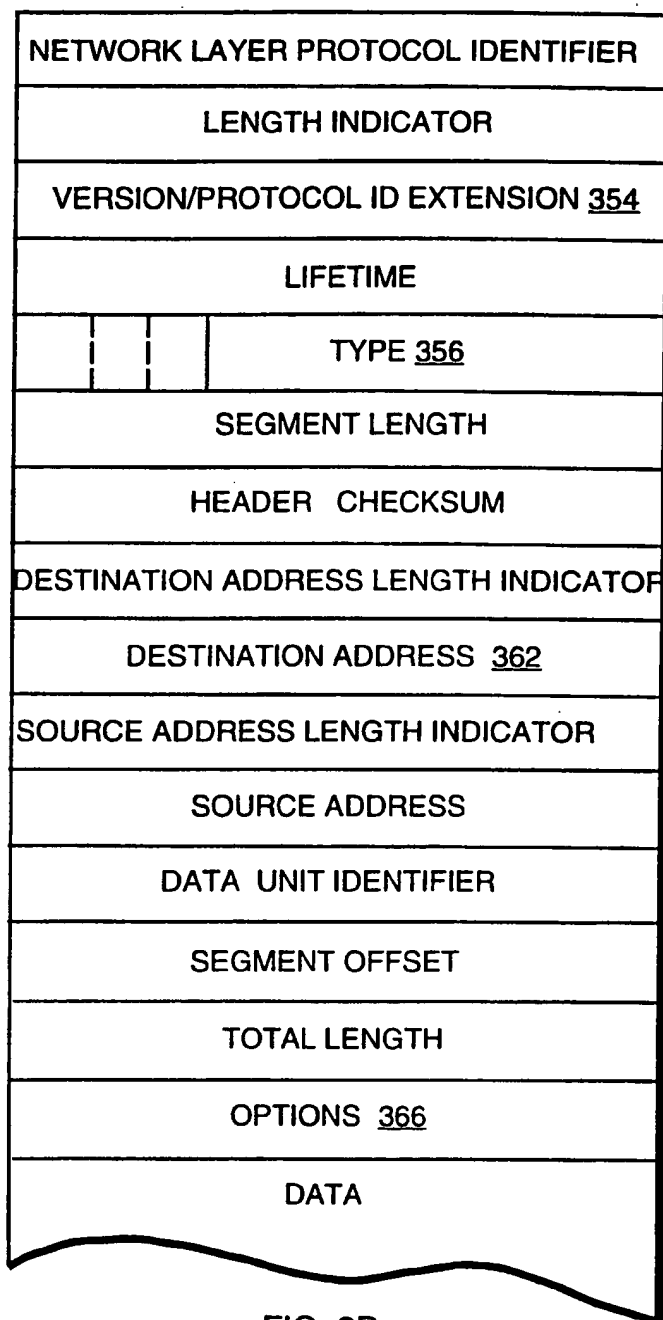 NETWORK LAYER PROTOCOL IDENTIFIER
LENGTH INDICATOR
VERSION/PROTOCOL ID EXTENSION 354
LIFETIME
TYPE 356
SEGMENT LENGTH
HEADER CHECKSUM
DESTINATION ADDRESS LENGTH INDICATOR
DESTINATION ADDRESS 362
SOURCE ADDRESS LENGTH INDICATOR
SOURCE ADDRESS
DATA UNIT IDENTIFIER
SEGMENT OFFSET
TOTAL LENGTH
OPTIONS 366
DATA